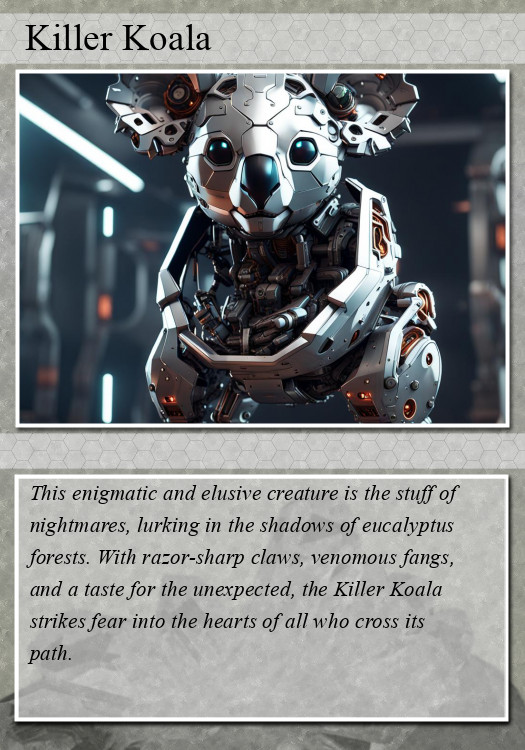 Killer Koala
This enigmatic and elusive creature is the stuff of
nightmares, lurking in the shadows of eucalyptus
forests. With razor-sharp claws, venomous fangs,
and a taste for the unexpected, the Killer Koala
strikes fear into the hearts of all who cross its
path.